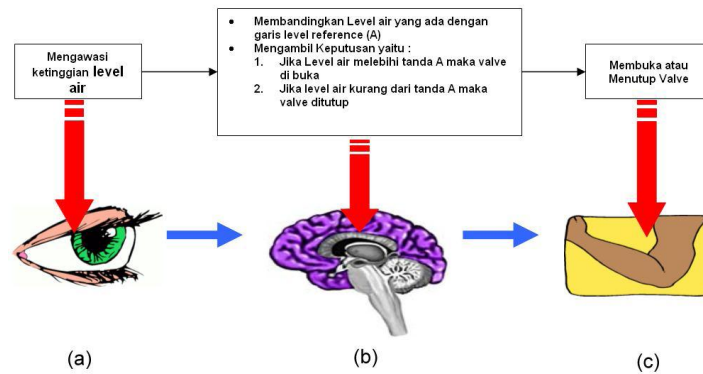 Mengawasi
ketinggian level
air
• Membandingkan Level air yang ada dengan
garis level reference (A)
• Mengambil Keputusan yaitu :
1. Jika Level air melebihi tanda A maka valve
di buka
2. Jika level air kurang dari tanda A maka
valve ditutup
Membuka atau
Menutup Valve
(a)
(b)
(c)